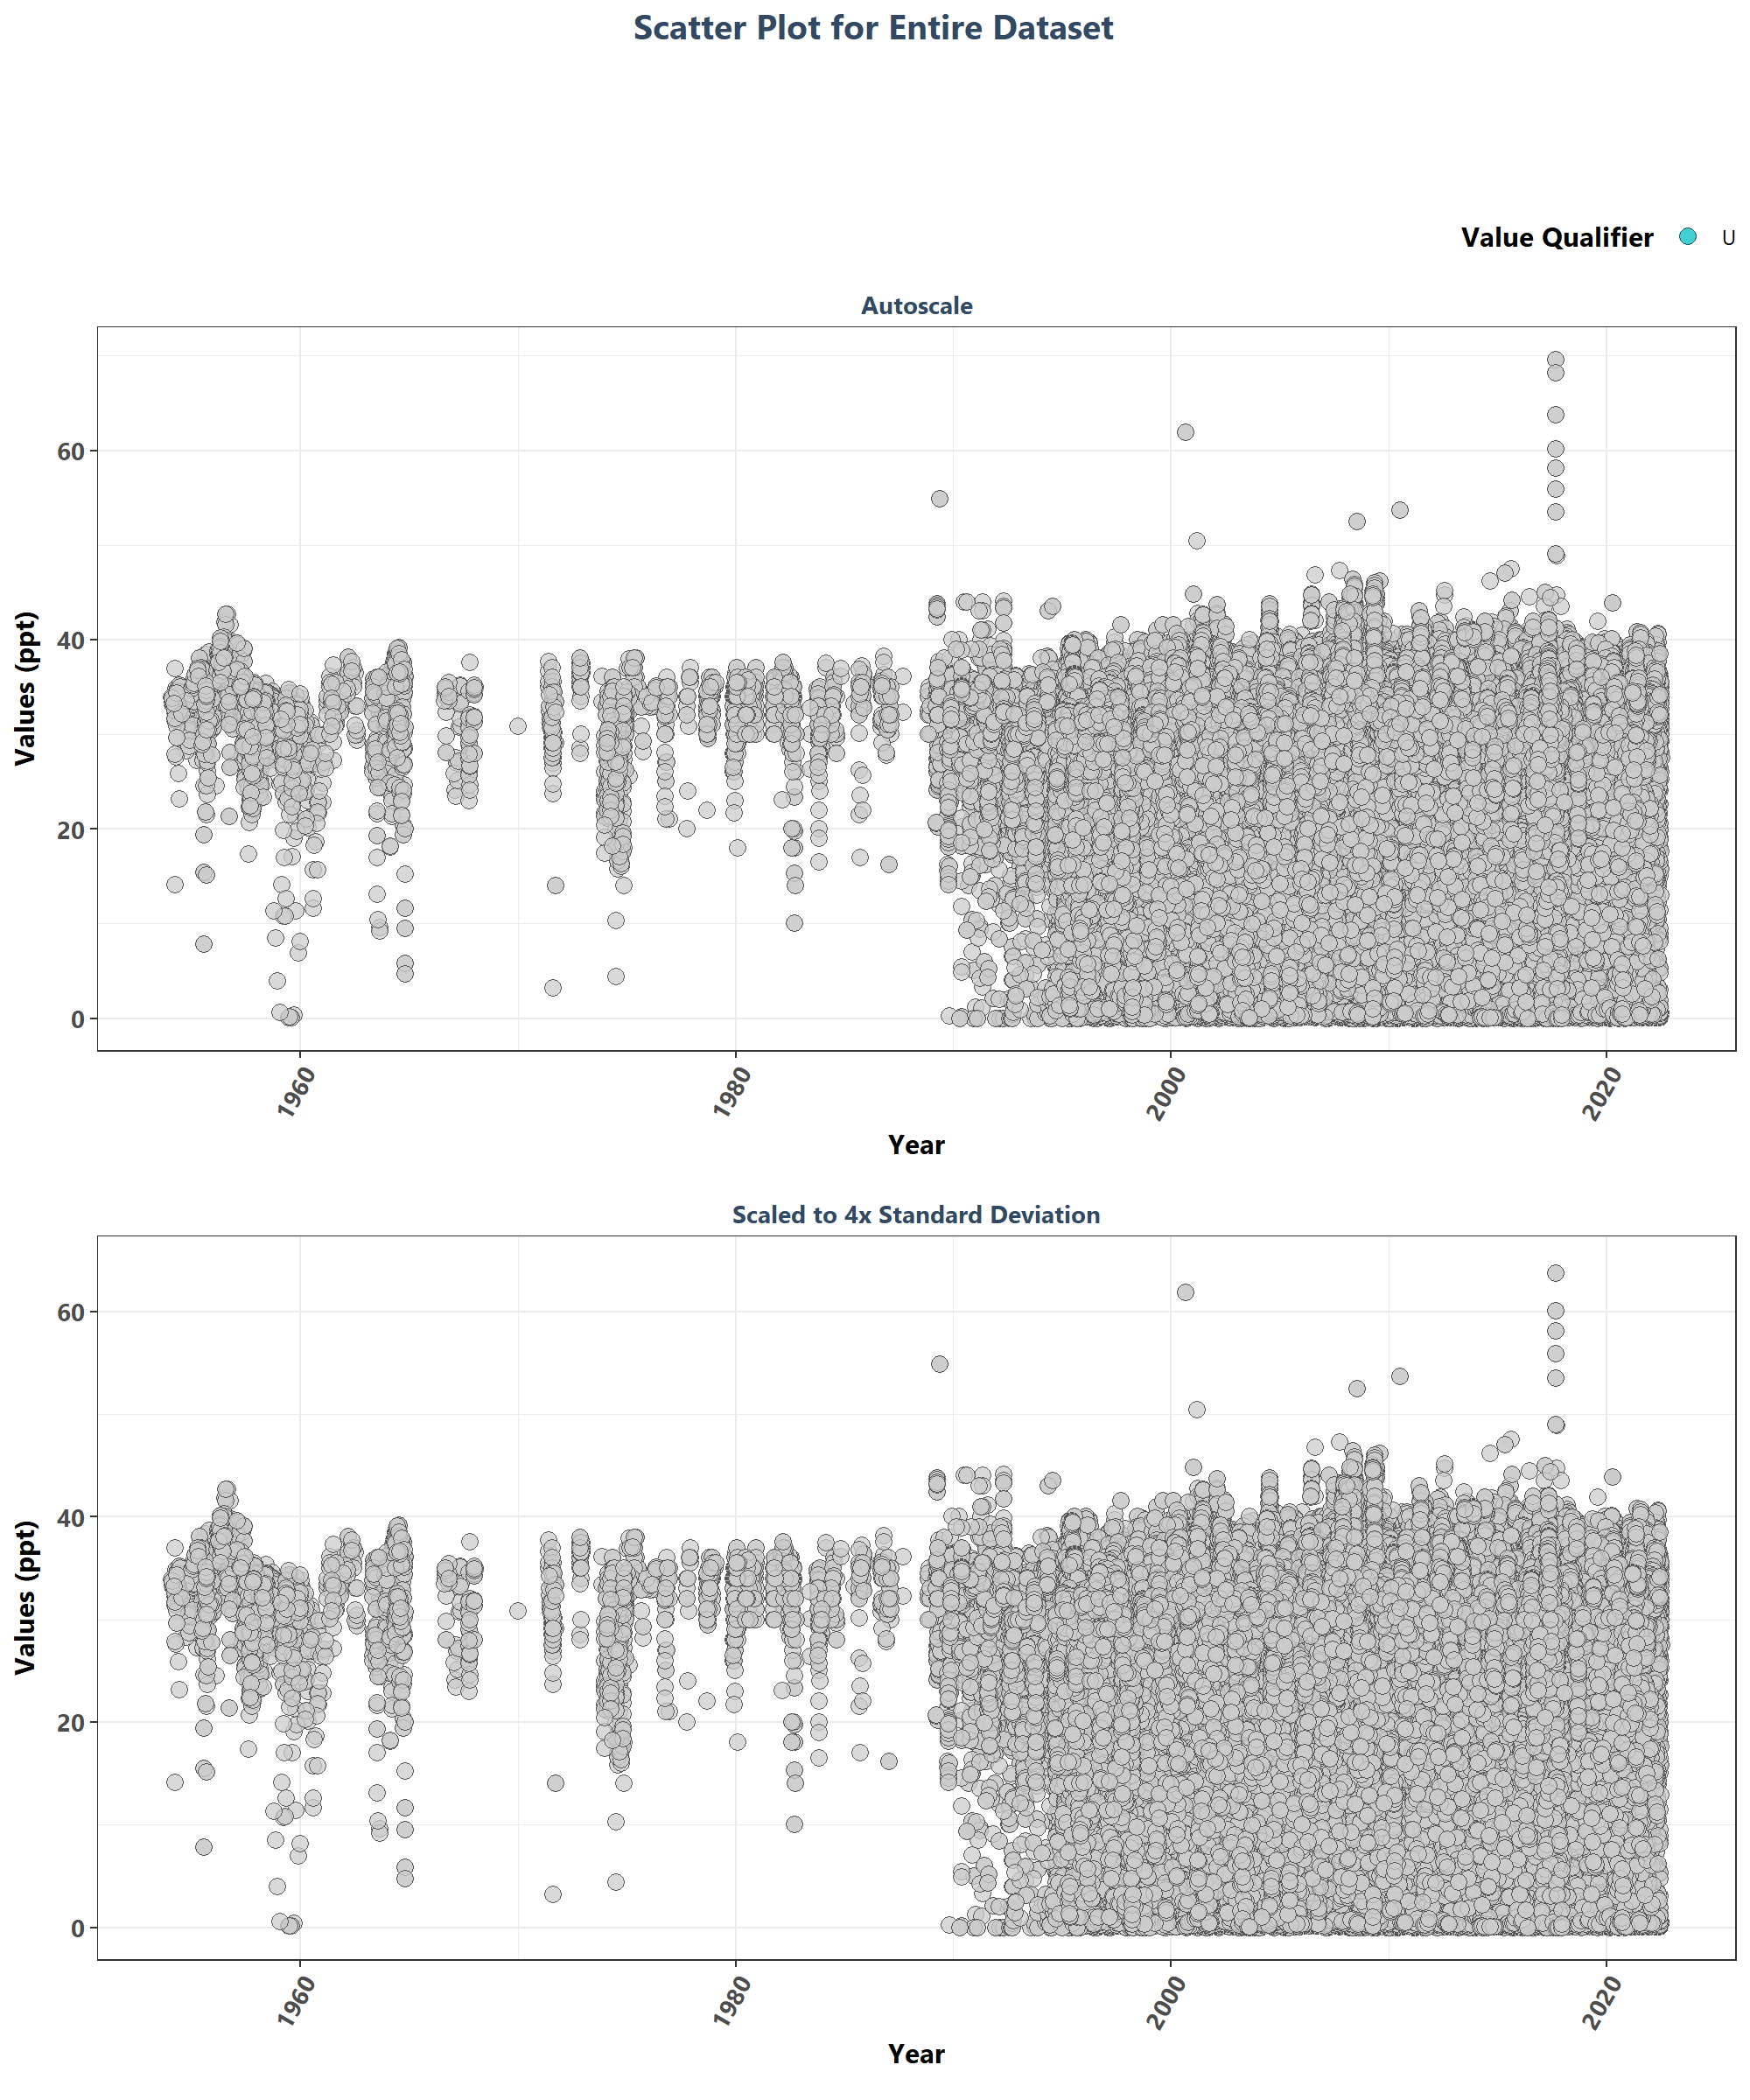 Scatter Plot for Entire Dataset
Value Qualifier U
Autoscale
60
40
20
0
Values (ppt)
1960 1980 2000 2020
Year
Scaled to 4x Standard Deviation
60
40
20
0
Values (ppt)
1960 1980 2000 2020
Year